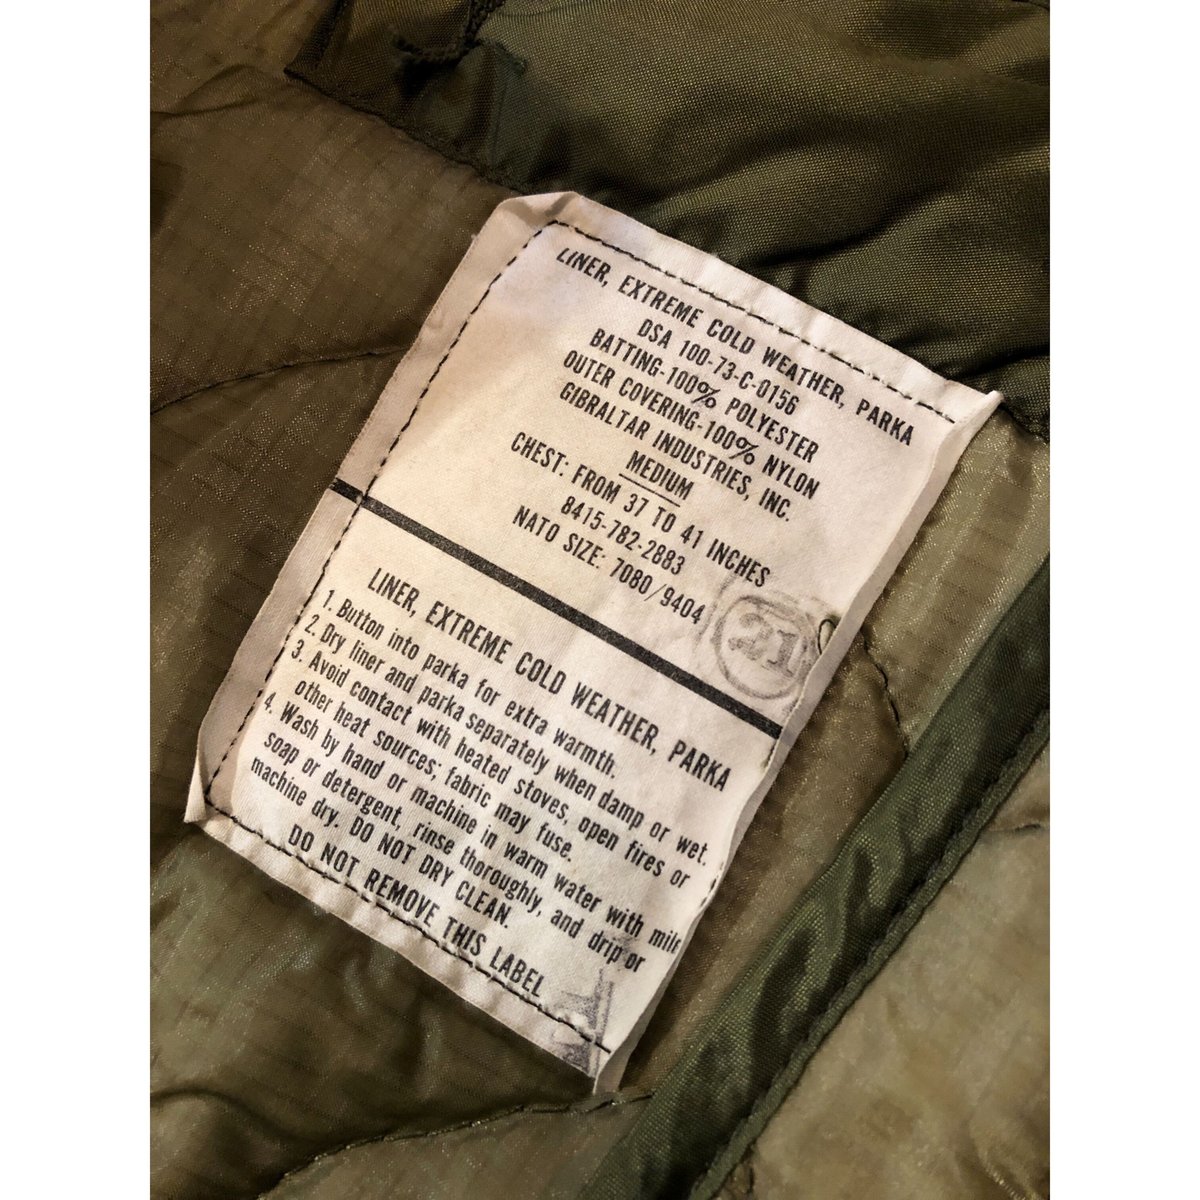 LINER, EXTREME COLD WEATHER, PARKA
DSA 100-73-C-0156
BATTING-100% POLYESTER
OUTER COVERING-100% NYLON
GIBRALTAR INDUSTRIES, INC.
MEDIUM
CHEST: FROM 37 TO 41 INCHES
8415-782-2883
NATO SIZE: 7080/9404
21
LINER, EXTREME COLD WEATHER, PARKA
1. Button into parka for extra warmth.
2. Dry liner and parka separately when damp or wet.
3. Avoid contact with heated stoves, open fires or
other heat sources; fabric may fuse.
4. Wash by hand or machine in warm water with mild
soap or detergent, rinse thoroughly, and drip or
machine dry. DO NOT DRY CLEAN.
DO NOT REMOVE THIS LABEL